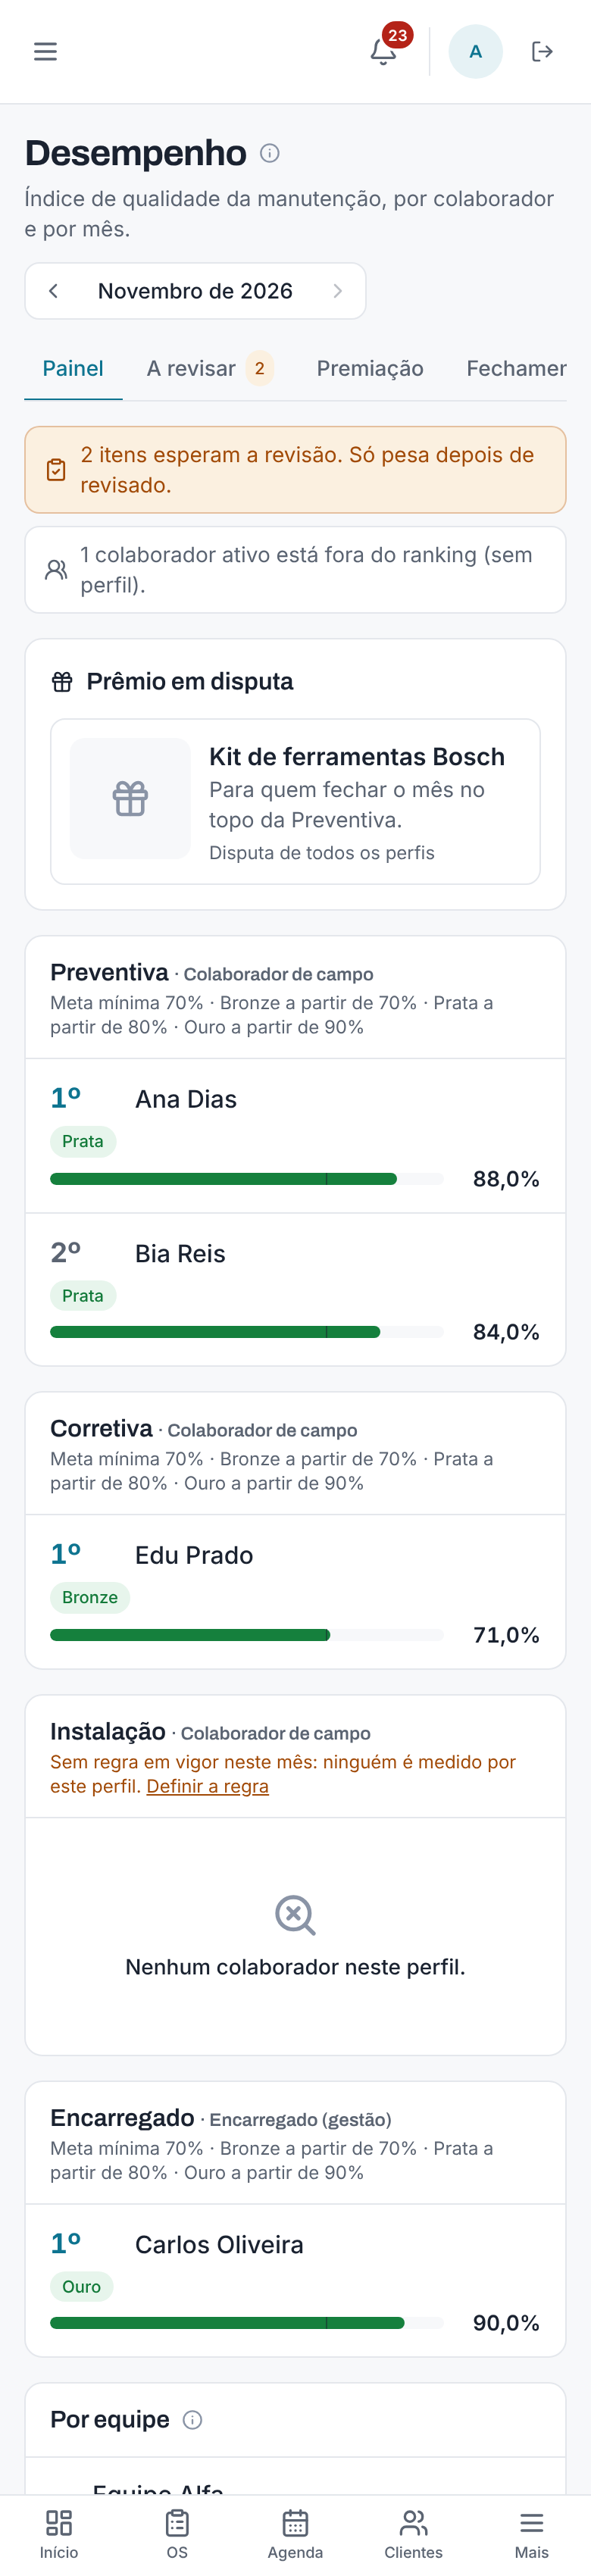 23
A
Desempenho
Índice de qualidade da manutenção, por colaborador
e por mês.
Novembro de 2026
Painel
A revisar 2
Premiação
Fechamer
2 itens esperam a revisão. Só pesa depois de
revisado.
1 colaborador ativo está fora do ranking (sem
perfil).
Prêmio em disputa
Kit de ferramentas Bosch
Para quem fechar o mês no
topo da Preventiva.
Disputa de todos os perfis
Preventiva · Colaborador de campo
Meta mínima 70% · Bronze a partir de 70% · Prata a
partir de 80% · Ouro a partir de 90%
1º Ana Dias
Prata
88,0%
2º Bia Reis
Prata
84,0%
Corretiva · Colaborador de campo
Meta mínima 70% · Bronze a partir de 70% · Prata a
partir de 80% · Ouro a partir de 90%
1º Edu Prado
Bronze
71,0%
Instalação · Colaborador de campo
Sem regra em vigor neste mês: ninguém é medido por
este perfil. Definir a regra
Nenhum colaborador neste perfil.
Encarregado · Encarregado (gestão)
Meta mínima 70% · Bronze a partir de 70% · Prata a
partir de 80% · Ouro a partir de 90%
1º Carlos Oliveira
Ouro
90,0%
Por equipe
Equipe Alfa
Início
OS
Agenda
Clientes
Mais